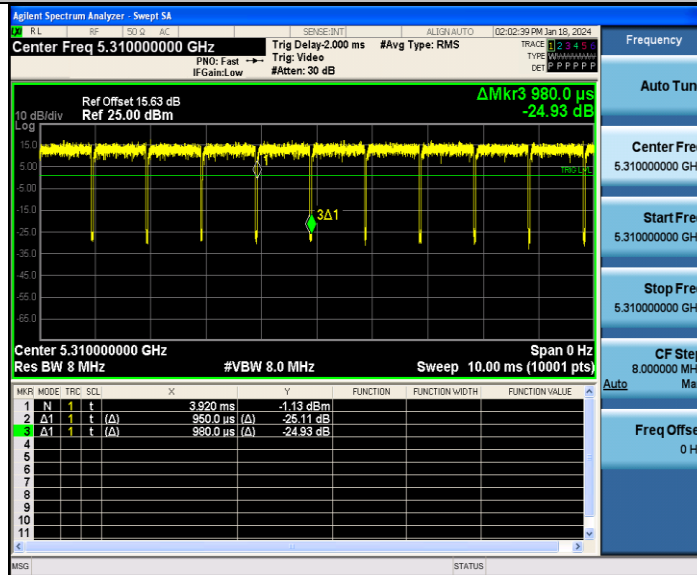 Agilent Spectrum Analyzer - Swept SA
RL RF 50 Ω AC SENSE:INT ALIGN AUTO 02:02:39 PM Jan 18, 2024
Center Freq 5.310000000 GHz Trig Delay-2.000 ms #Avg Type: RMS TRACE 1 2 3 4 5 6
PNO: Fast Trig: Video TYPE W
IFGain:Low #Atten: 30 dB DET P P P P P P
ΔMkr3 980.0 µs
-24.93 dB
Ref Offset 15.63 dB
10 dB/div Ref 25.00 dBm
Log
15.0
5.00
-5.00
-15.0
-25.0
-35.0
-45.0
-55.0
-65.0
1
3Δ1
TRIG LVL
Center 5.310000000 GHz Span 0 Hz
Res BW 8 MHz #VBW 8.0 MHz Sweep 10.00 ms (10001 pts)
MKR MODE TRC SCL X Y FUNCTION FUNCTION WIDTH FUNCTION VALUE
1 N 1 t 3.920 ms -1.13 dBm
2 Δ1 1 t (Δ) 950.0 µs (Δ) -25.11 dB
3 Δ1 1 t (Δ) 980.0 µs (Δ) -24.93 dB
4
5
6
7
8
9
10
11
MSG STATUS
Frequency
Auto Tun
Center Fre
5.310000000 GH
Start Fre
5.310000000 GH
Stop Fre
5.310000000 GH
CF Step
8.000000 MH
Auto Ma
Freq Offse
0 H